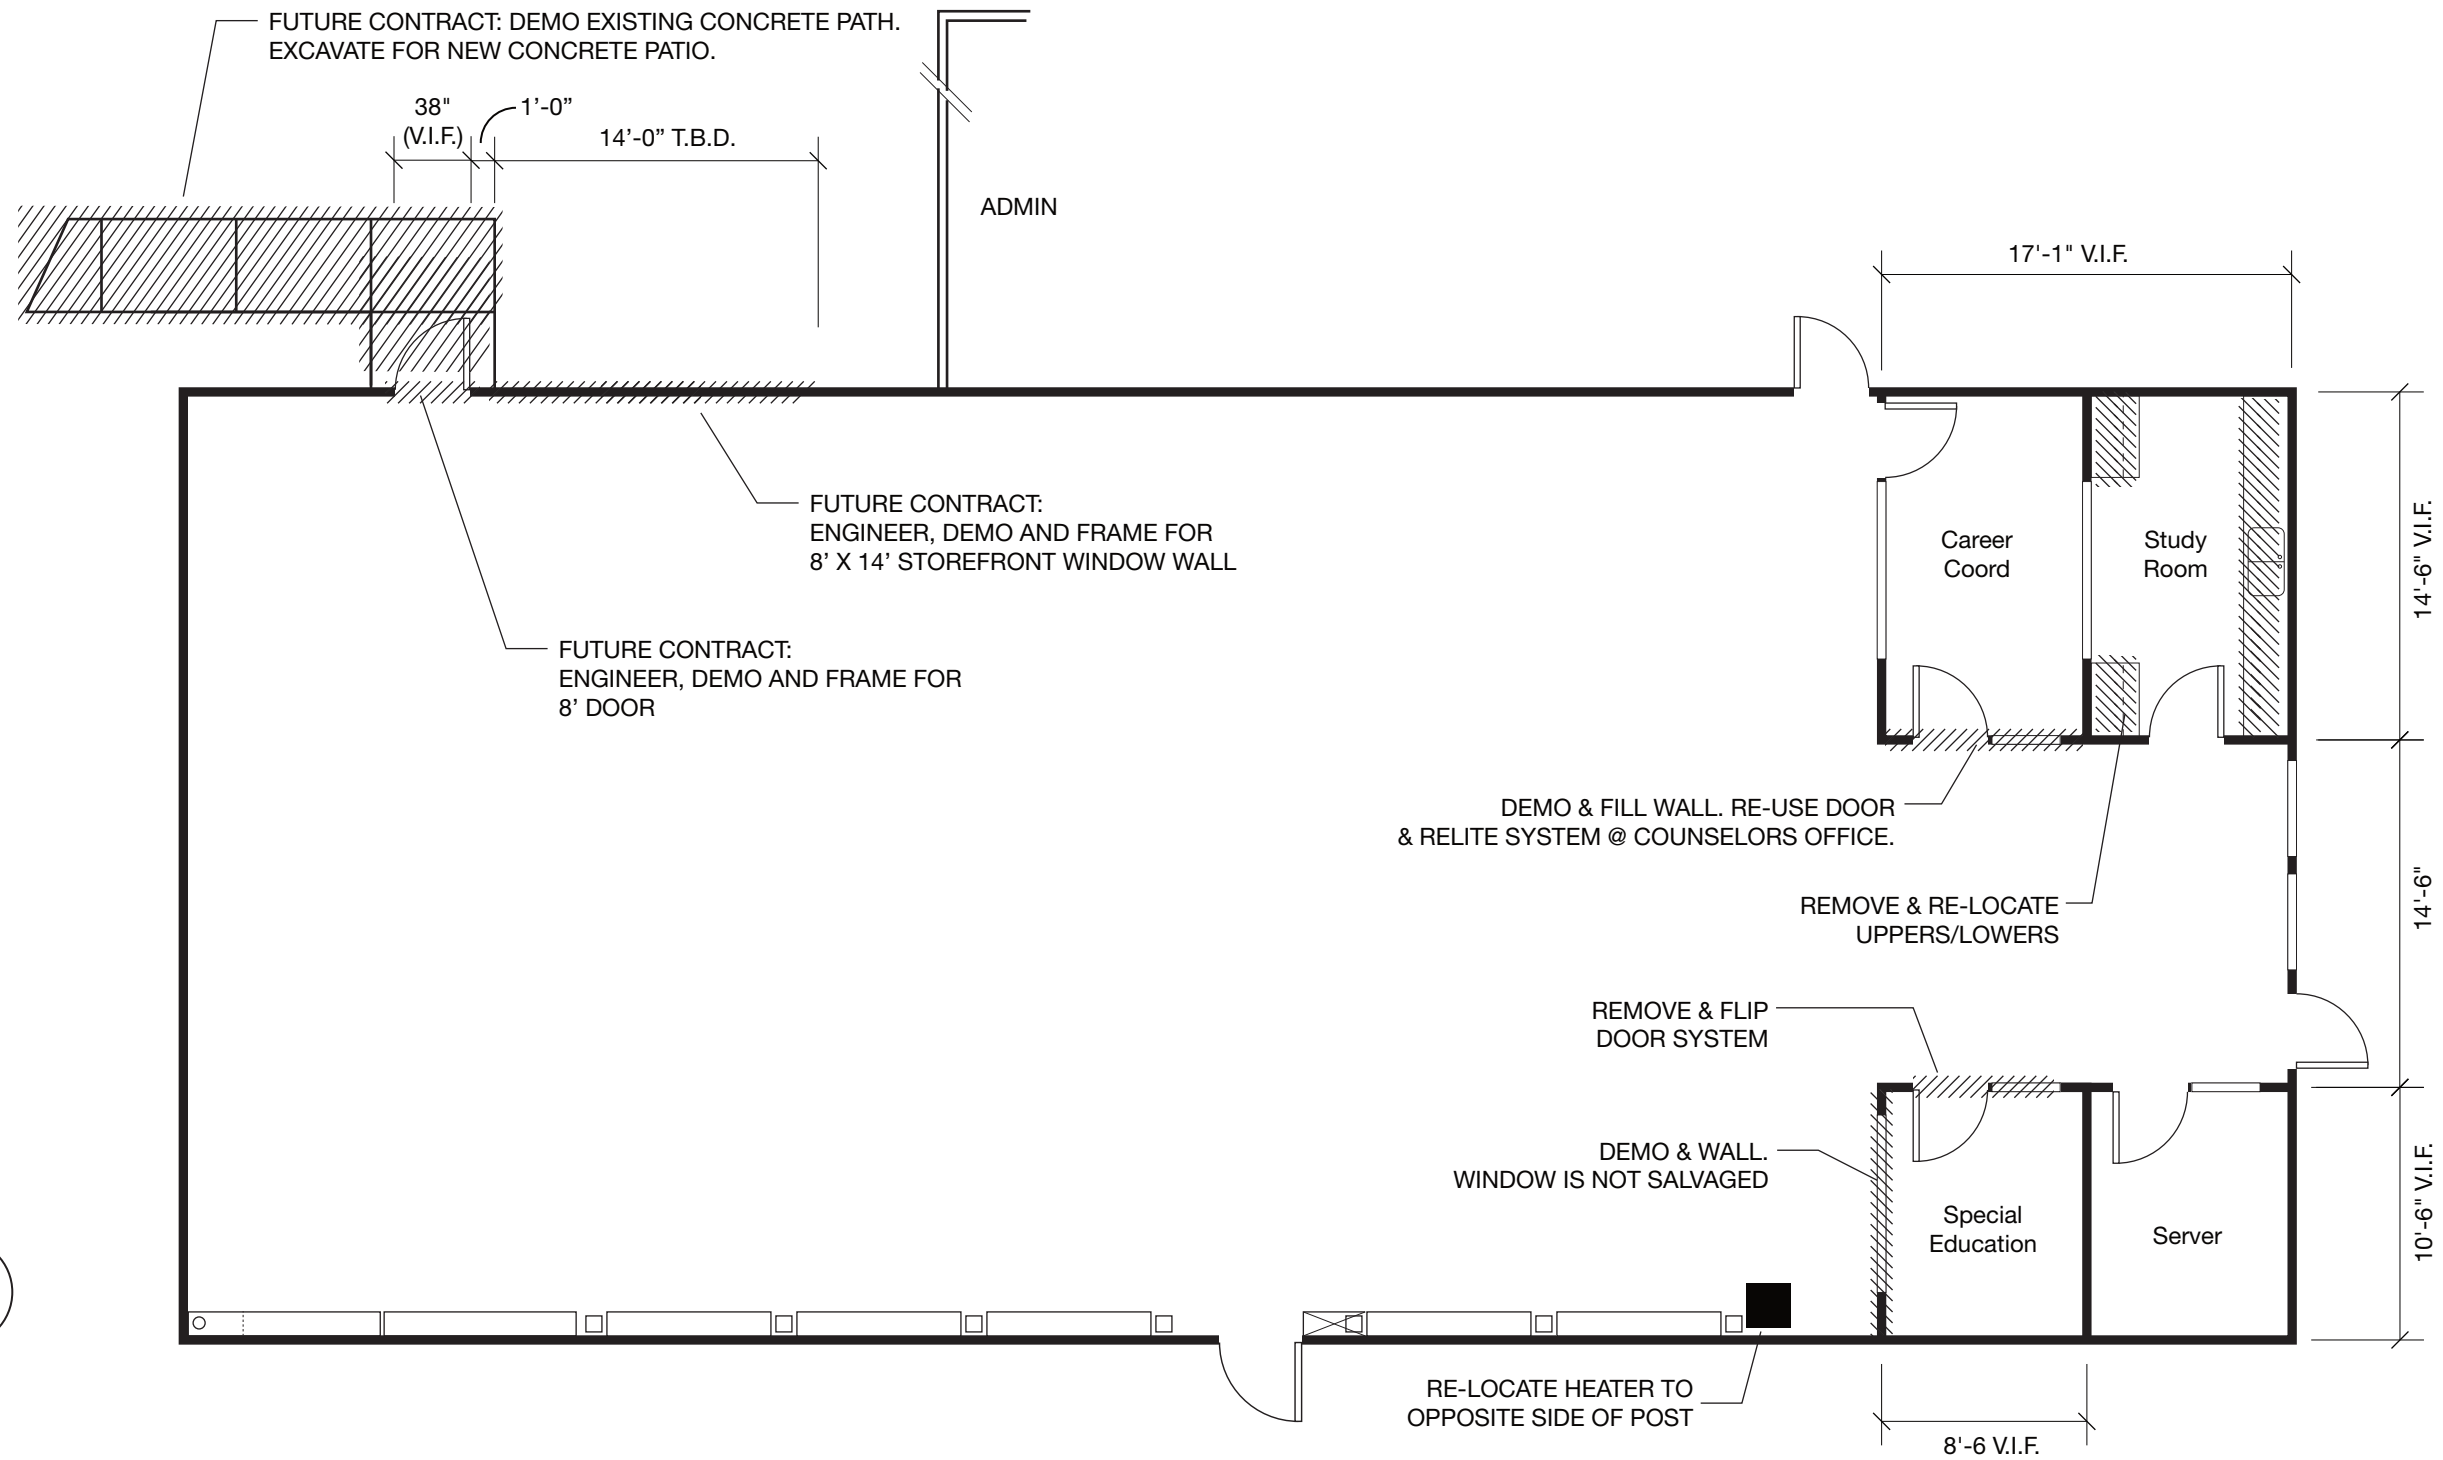 FUTURE CONTRACT: DEMO EXISTING CONCRETE PATH.
EXCAVATE FOR NEW CONCRETE PATIO.
38"
(V.I.F.)
1’-0”
14’-0” T.B.D.
ADMIN
17'-1" V.I.F.
FUTURE CONTRACT:
ENGINEER, DEMO AND FRAME FOR
8’ X 14’ STOREFRONT WINDOW WALL
Career
Coord
Study
Room
14'-6" V.I.F.
FUTURE CONTRACT:
ENGINEER, DEMO AND FRAME FOR
8’ DOOR
DEMO & FILL WALL. RE-USE DOOR
& RELITE SYSTEM @ COUNSELORS OFFICE.
REMOVE & RE-LOCATE
UPPERS/LOWERS
14'-6"
REMOVE & FLIP
DOOR SYSTEM
DEMO & WALL.
WINDOW IS NOT SALVAGED
Special
Education
Server
10'-6" V.I.F.
RE-LOCATE HEATER TO
OPPOSITE SIDE OF POST
8'-6 V.I.F.